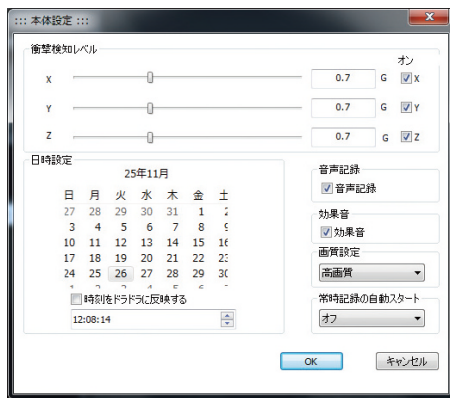 ::: 本体設定 :::
衝撃検知レベル
オン
X 0.7 G X
Y 0.7 G Y
Z 0.7 G Z
日時設定
25年11月
日 月 火 水 木 金 土
27 28 29 30 31 1
3 4 5 6 7 8
10 11 12 13 14 15
17 18 19 20 21 22
24 25 26 27 28 29
時刻をドラドラに反映する
12:08:14
音声記録
音声記録
効果音
効果音
画質設定
高画質
常時記録の自動スタート
オフ
OK キャンセル